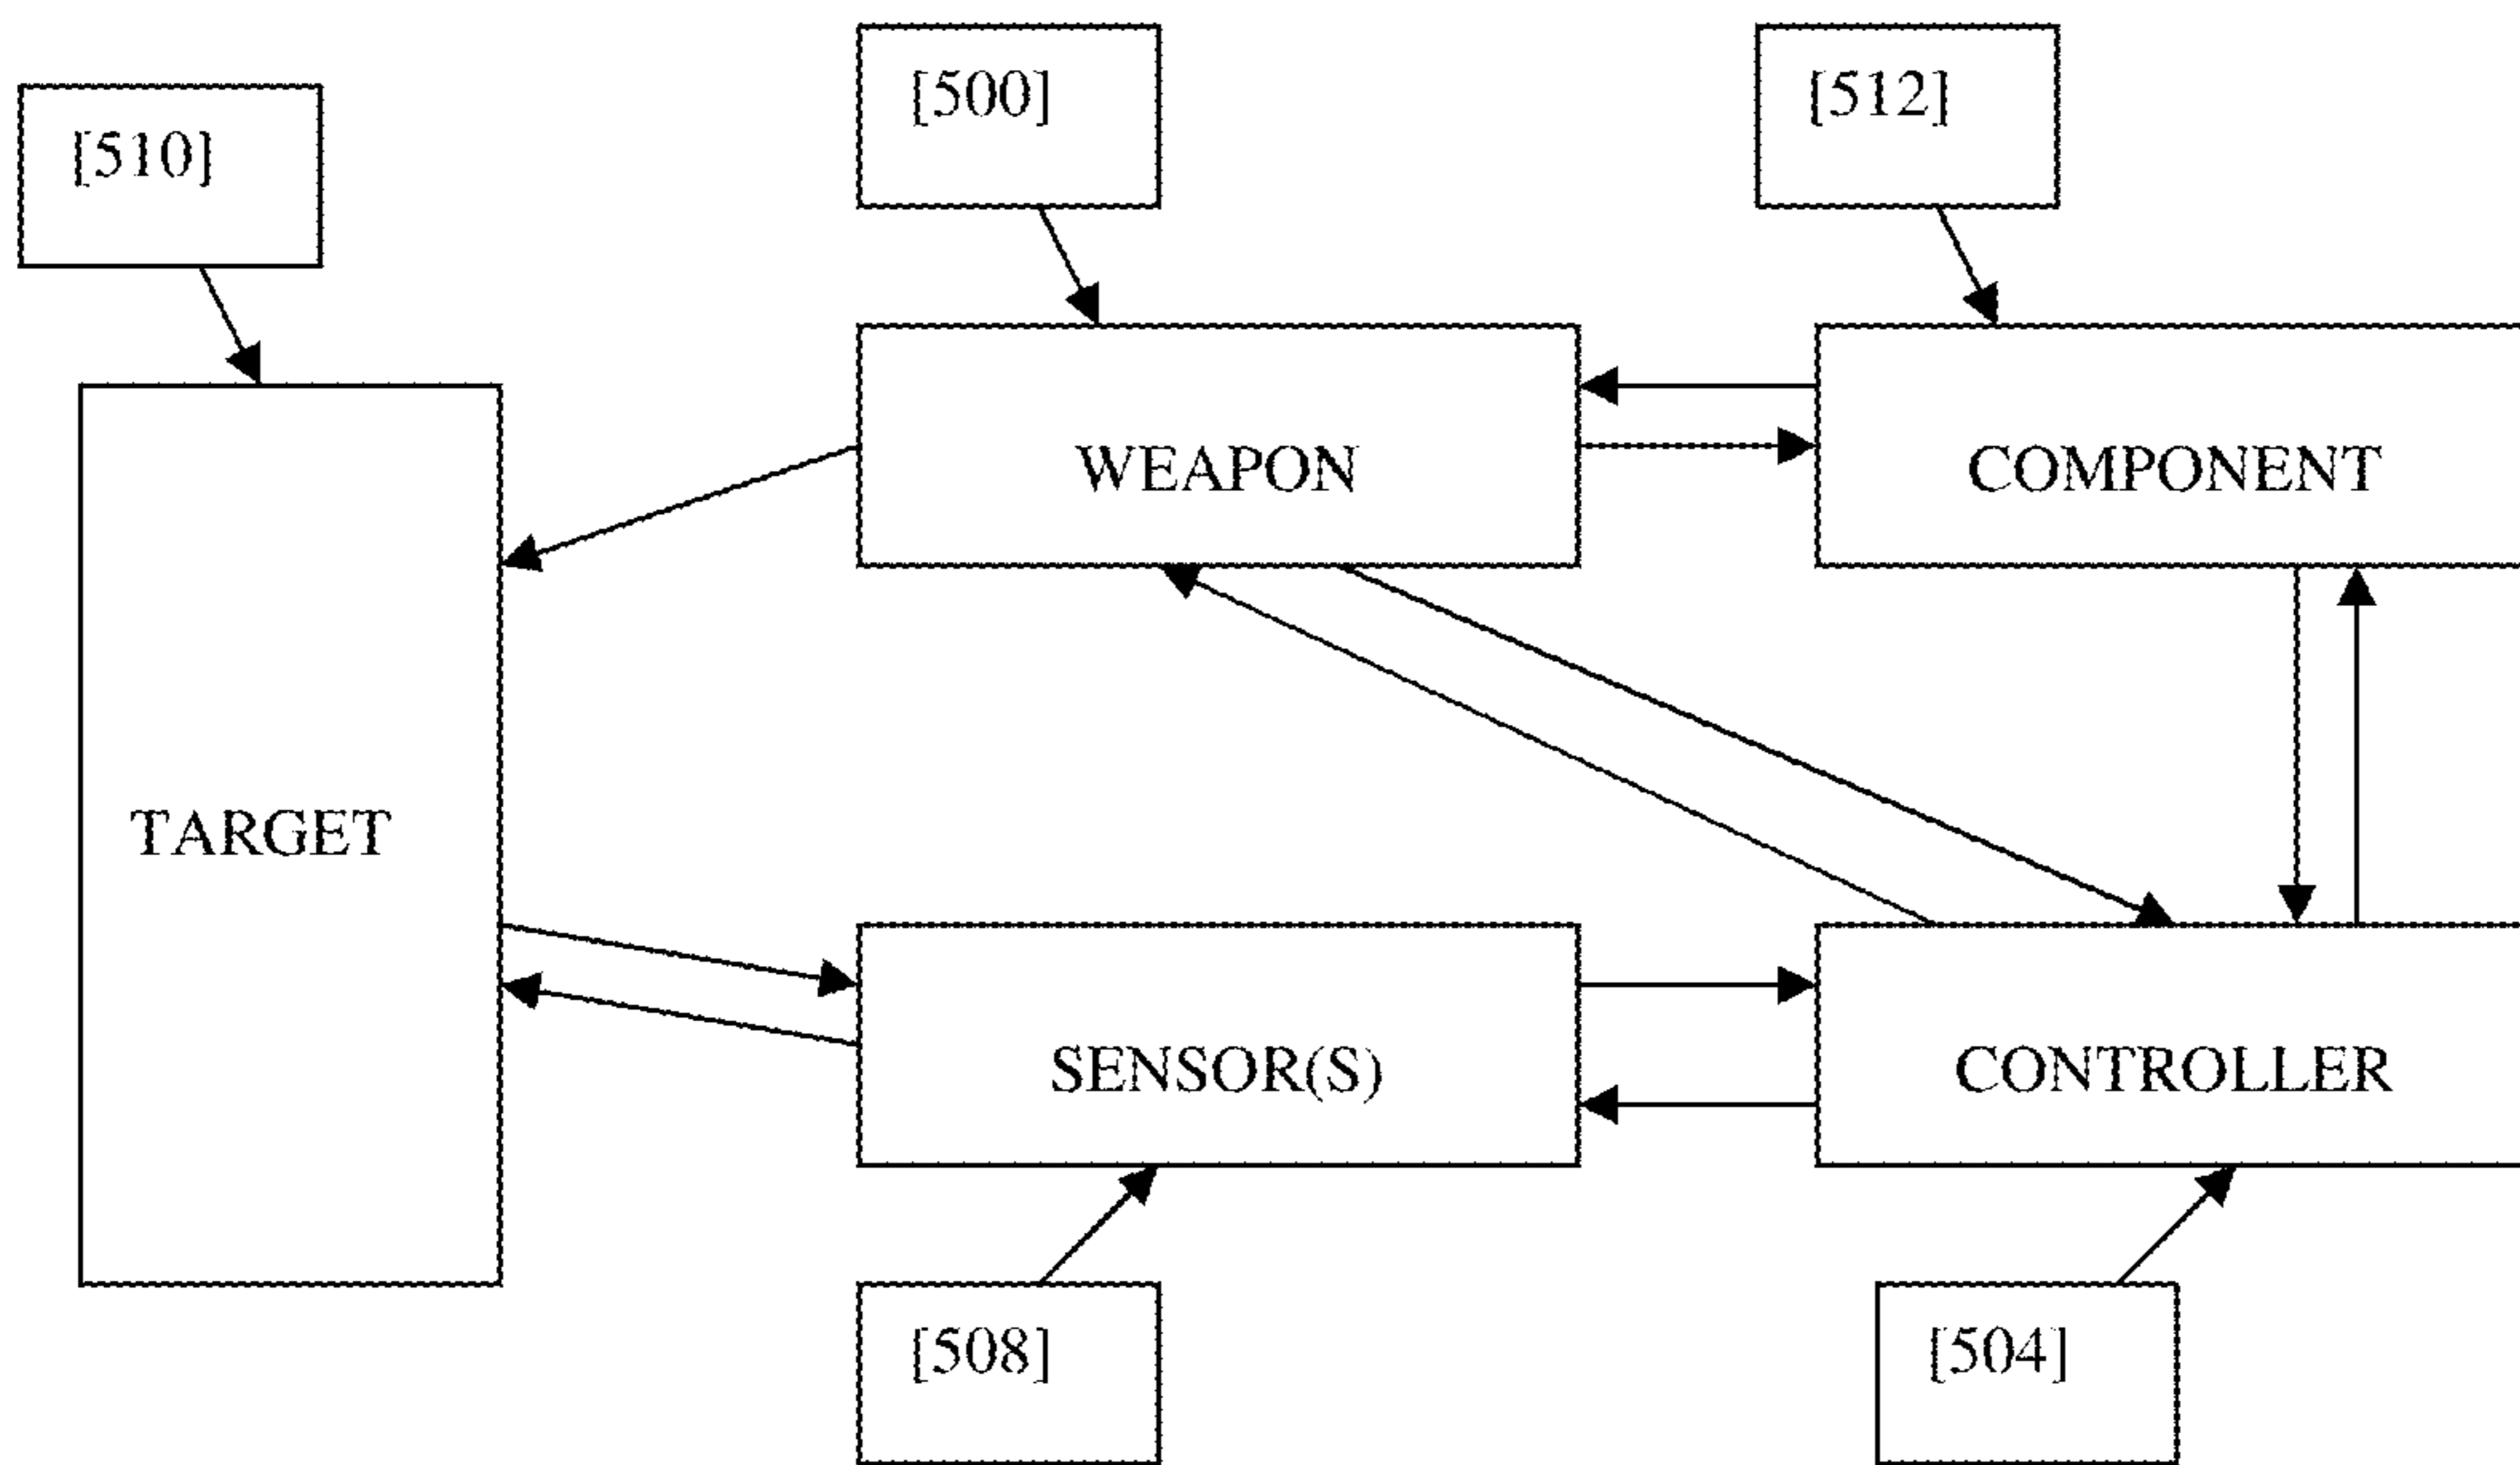 [500]
[512]
[510]
WEAPON
COMPONENT
TARGET
SENSOR(S)
CONTROLLER
[508]
[504]